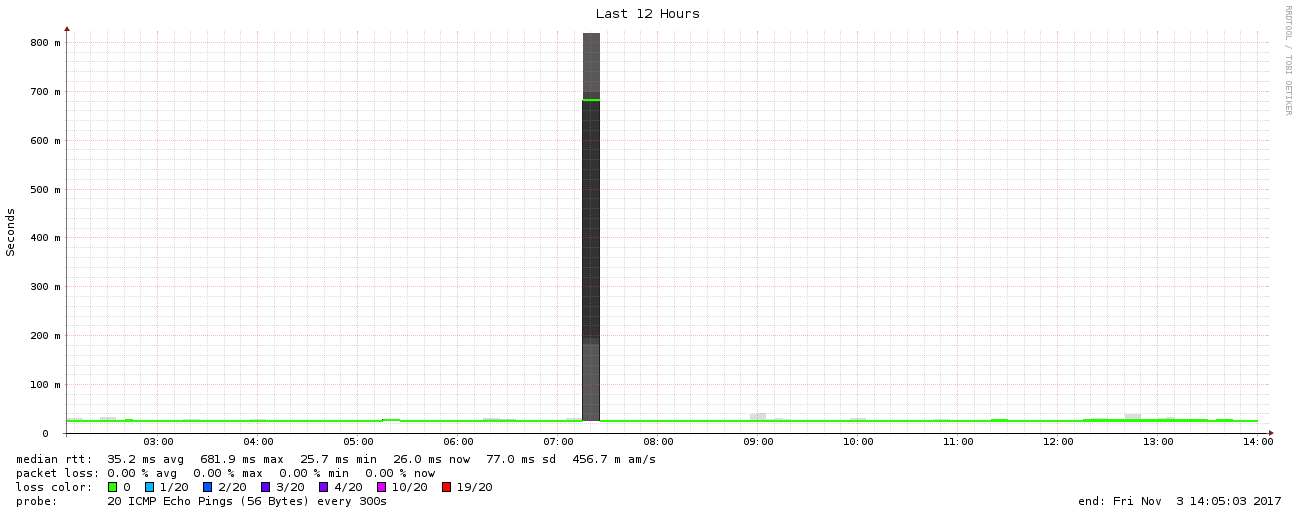 Last 12 Hours
RRDTOOL / TOBI OETIKER
Seconds
800 m
700 m
600 m
500 m
400 m
300 m
200 m
100 m
0
03:00 04:00 05:00 06:00 07:00 08:00 09:00 10:00 11:00 12:00 13:00 14:00
median rtt: 35.2 ms avg 681.9 ms max 25.7 ms min 26.0 ms now 77.0 ms sd 456.7 m am/s
packet loss: 0.00 % avg 0.00 % max 0.00 % min 0.00 % now
loss color: 0 1/20 2/20 3/20 4/20 10/20 19/20
probe: 20 ICMP Echo Pings (56 Bytes) every 300s end: Fri Nov 3 14:05:03 2017